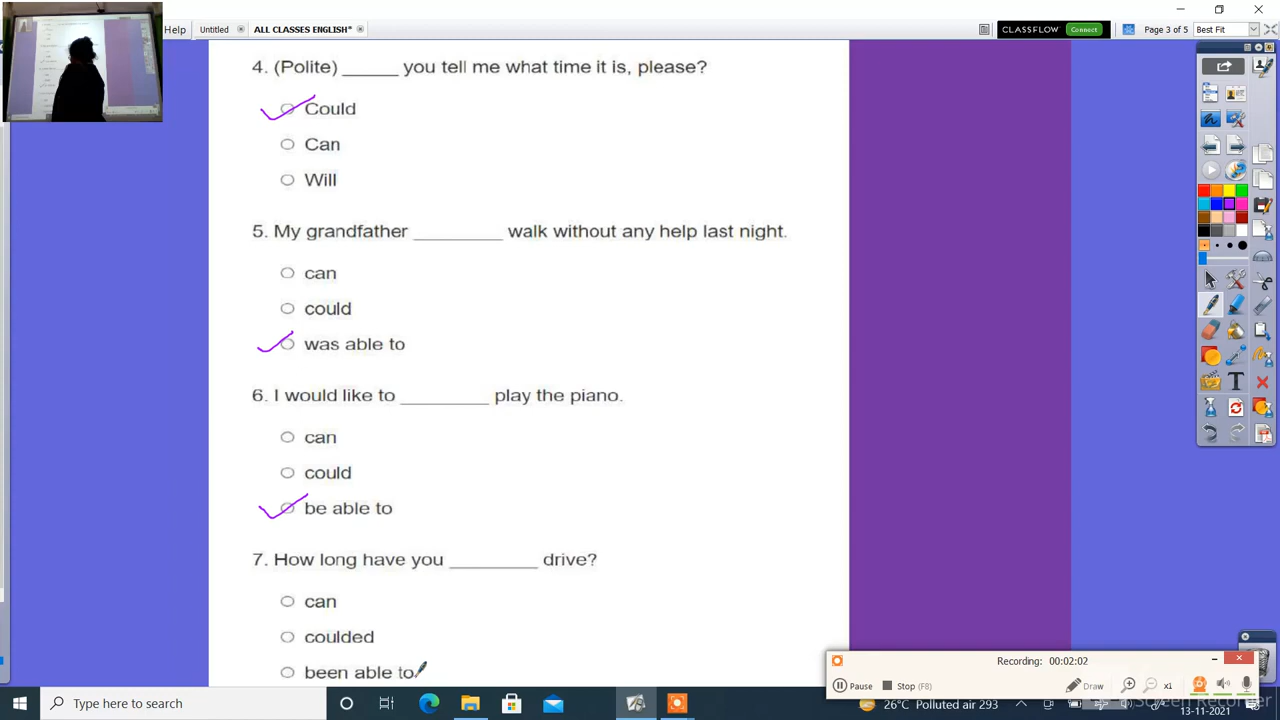 Help
Untitled
ALL CLASSES ENGLISH*
CLASSFLOW
Connect
Page 3 of 5
Best Fit
4. (Polite) ______ you tell me what time it is, please?
Could
Can
Will
5. My grandfather _________ walk without any help last night.
can
could
was able to
6. I would like to _________ play the piano.
can
could
be able to
7. How long have you _________ drive?
can
coulded
been able to
Recording: 00:02:02
Pause
Stop (F8)
Draw
x1
Type here to search
26°C Polluted air 293
13-11-2021